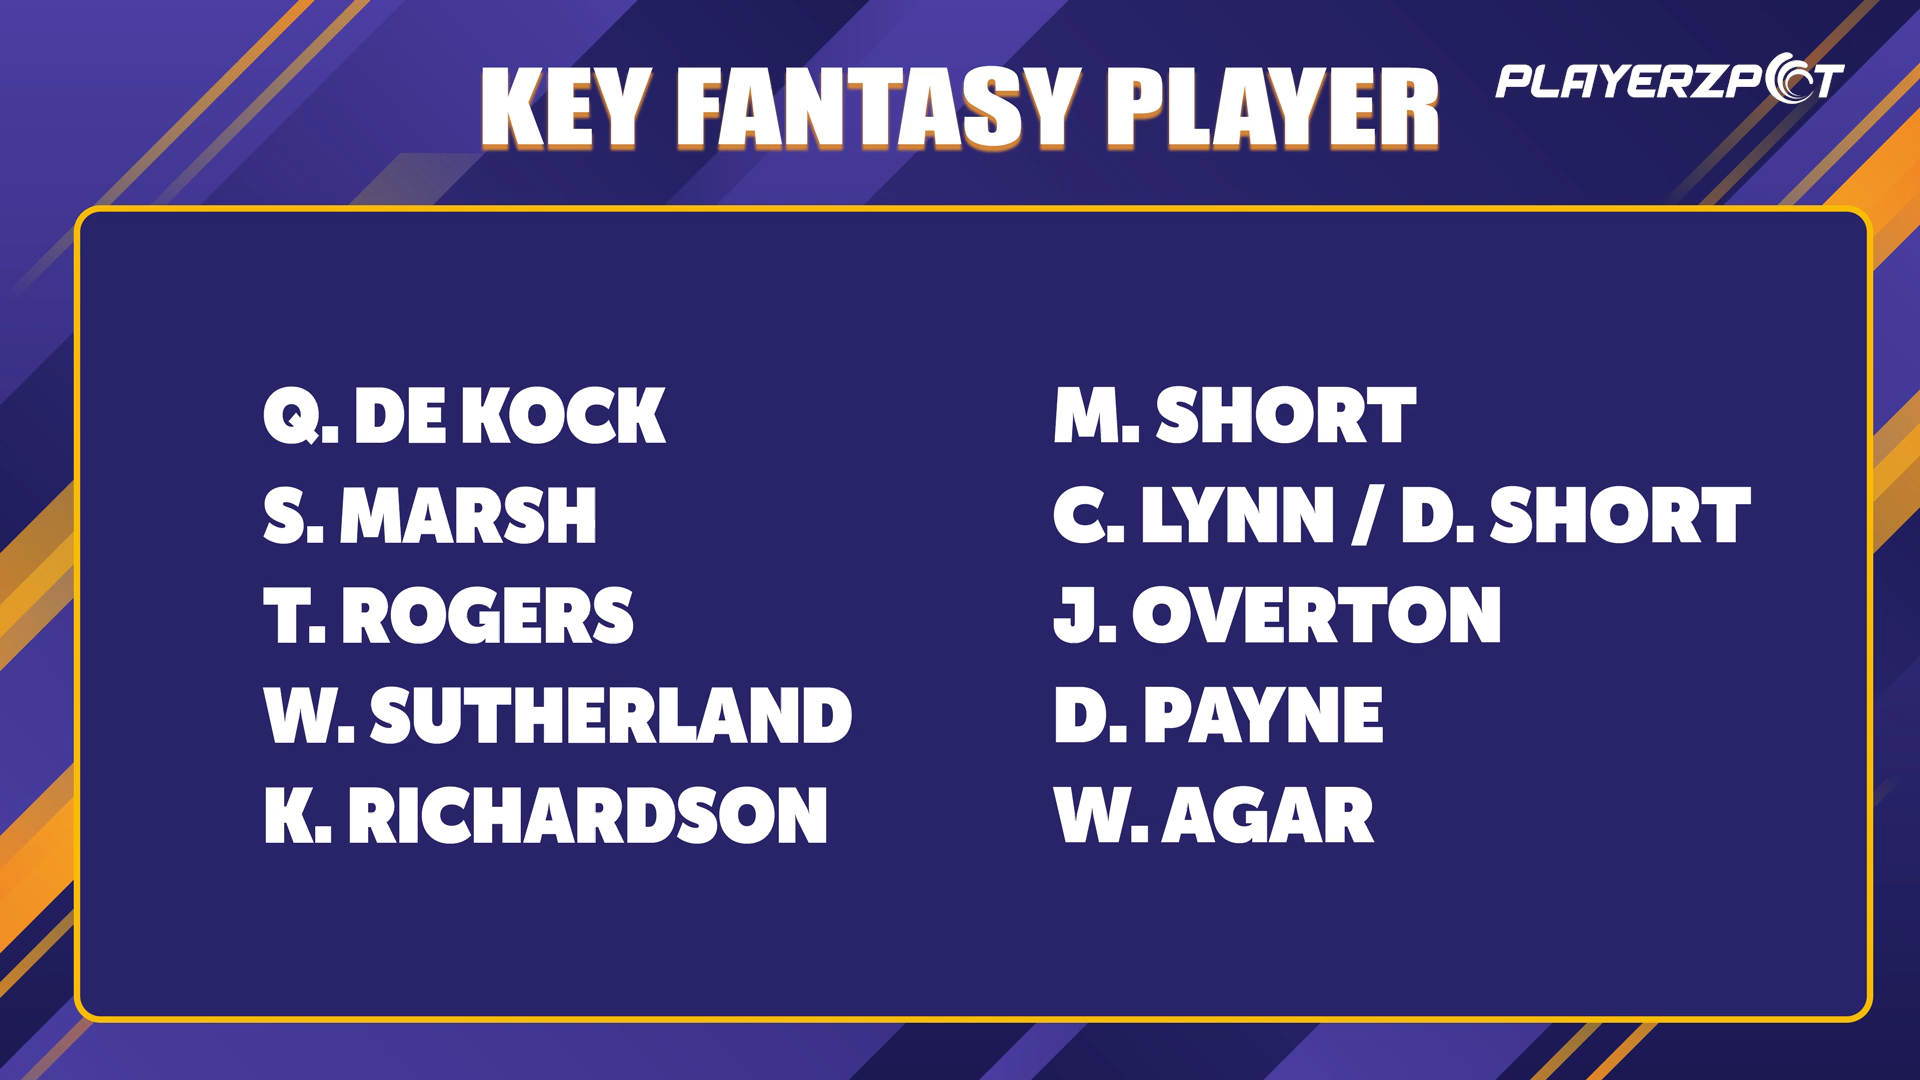 KEY FANTASY PLAYER
PLAYERZPOT
Q. DE KOCK
S. MARSH
T. ROGERS
W. SUTHERLAND
K. RICHARDSON
M. SHORT
C. LYNN / D. SHORT
J. OVERTON
D. PAYNE
W. AGAR